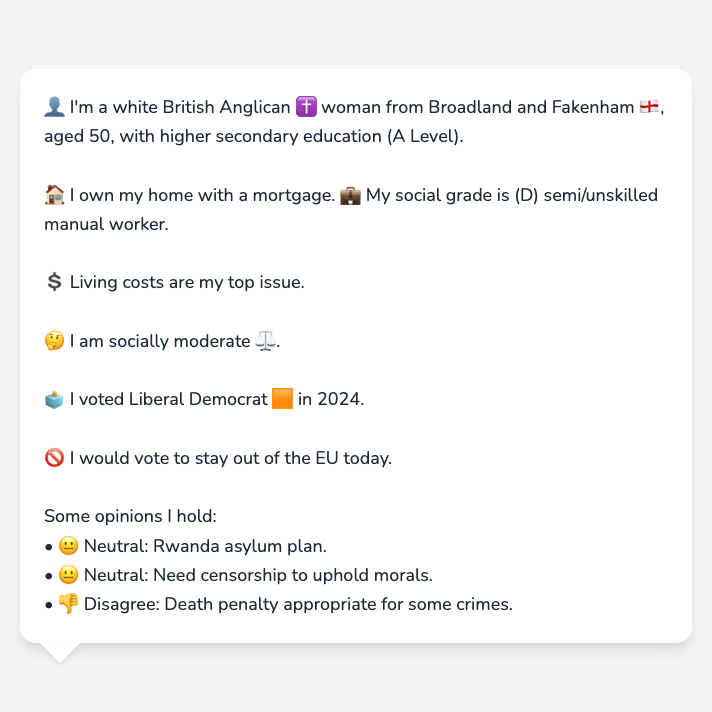 👤 I'm a white British Anglican ✝️ woman from Broadland and Fakenham 🏴󠁧󠁢󠁥󠁮󠁧󠁿,
aged 50, with higher secondary education (A Level).
🏠 I own my home with a mortgage. 💼 My social grade is (D) semi/unskilled
manual worker.
💲 Living costs are my top issue.
🤔 I am socially moderate ⚖️.
🗳️ I voted Liberal Democrat 🟧 in 2024.
🚫 I would vote to stay out of the EU today.
Some opinions I hold:
• 😐 Neutral: Rwanda asylum plan.
• 😐 Neutral: Need censorship to uphold morals.
• 👎 Disagree: Death penalty appropriate for some crimes.